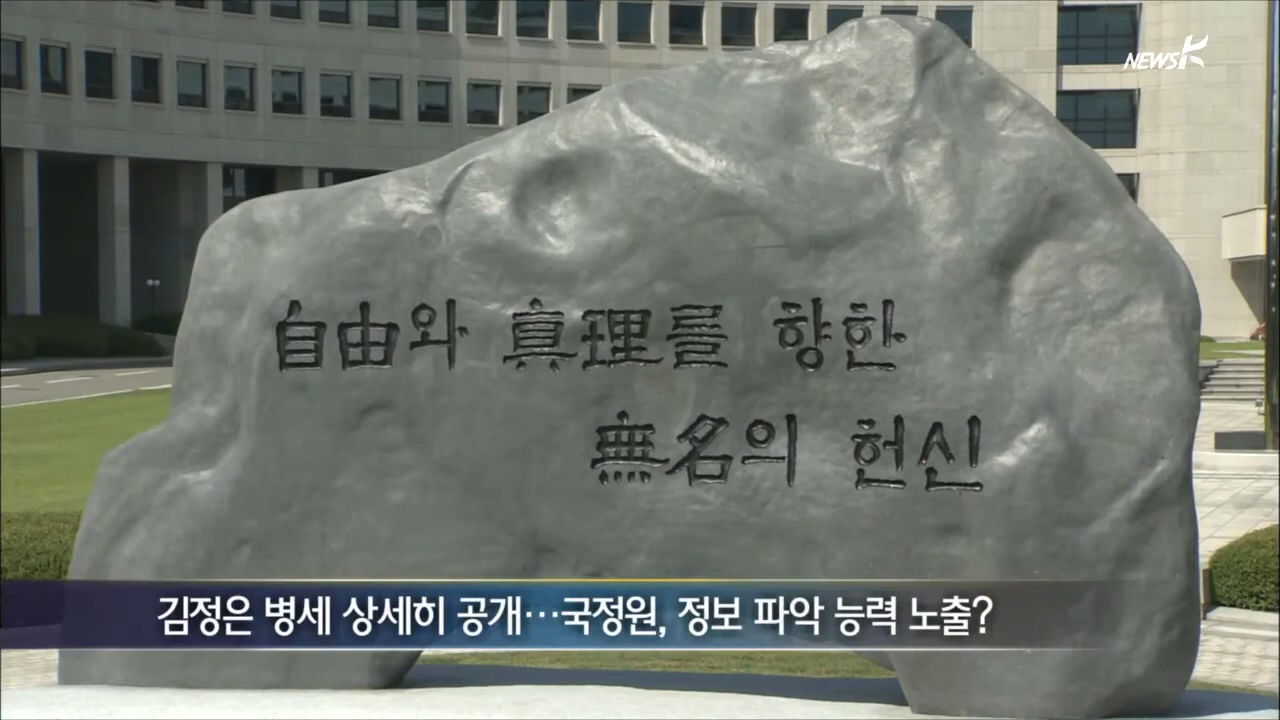 NEWS K
自由와 眞理를 향한
無名의 헌신
김정은 병세 상세히 공개…국정원, 정보 파악 능력 노출?